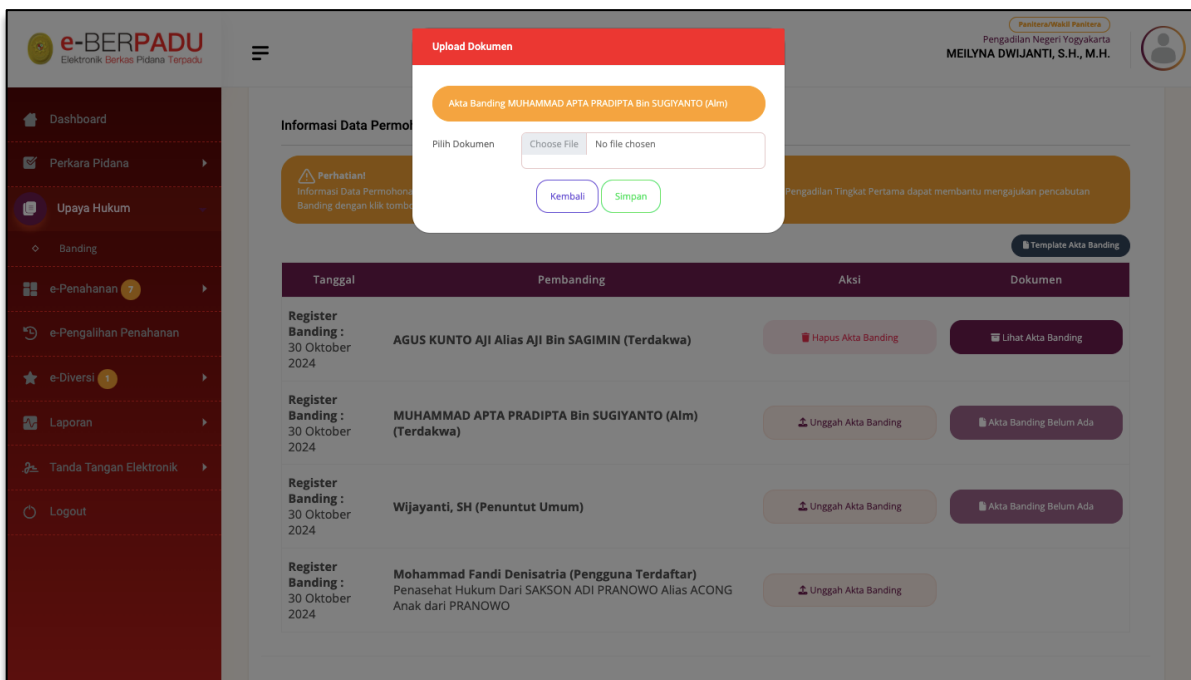 e-BERPADU
Elektronik Berkas Pidana Terpadu
Panitera/Wakil Panitera
Pengadilan Negeri Yogyakarta
MEILYNA DWIJANTI, S.H., M.H.
Dashboard
Perkara Pidana
Upaya Hukum
Banding
e-Penahanan 7
e-Pengalihan Penahanan
e-Diversi 1
Laporan
Tanda Tangan Elektronik
Logout
Upload Dokumen
Akta Banding MUHAMMAD APTA PRADIPTA Bin SUGIYANTO (Alm)
Pilih Dokumen Choose File No file chosen
Kembali Simpan
Informasi Data
Perhatian!
Informasi Data Pengadilan Tingkat Pertama dapat membantu mengajukan pencabutan
Banding dengan klik
Template Akta Banding
Tanggal Pembanding Aksi Dokumen
Register
Banding :
30 Oktober
2024
AGUS KUNTO AJI Alias AJI Bin SAGIMIN (Terdakwa)
Hapus Akta Banding
Lihat Akta Banding
Register
Banding :
30 Oktober
2024
MUHAMMAD APTA PRADIPTA Bin SUGIYANTO (Alm)
(Terdakwa)
Unggah Akta Banding
Akta Banding Belum Ada
Register
Banding :
30 Oktober
2024
Wijayanti, SH (Penuntut Umum)
Unggah Akta Banding
Akta Banding Belum Ada
Register
Banding :
30 Oktober
2024
Mohammad Fandi Denisatria (Pengguna Terdaftar)
Penasehat Hukum Dari SAKSON ADI PRANOWO Alias ACONG
Anak dari PRANOWO
Unggah Akta Banding